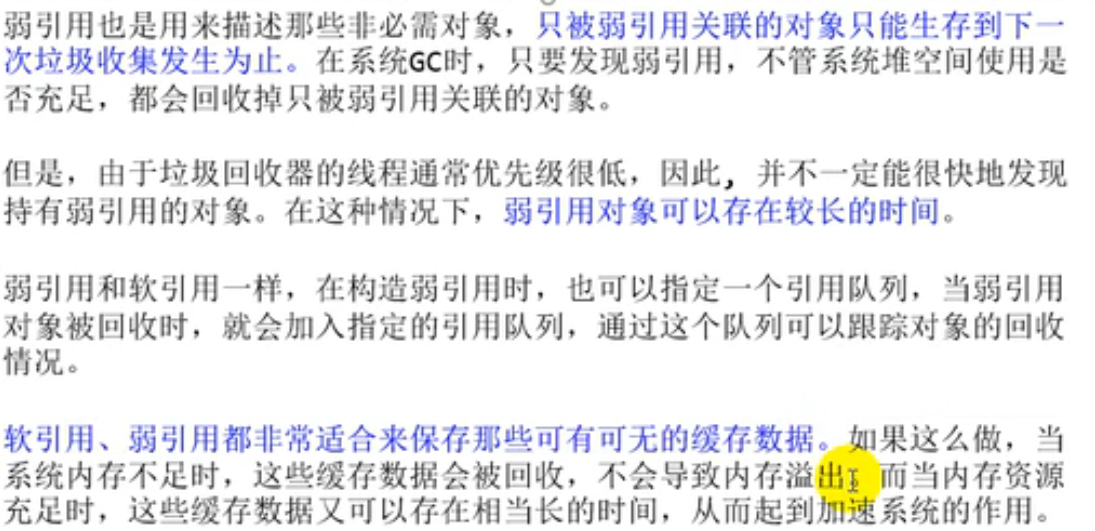 弱引用也是用来描述那些非必需对象，只被弱引用关联的对象只能生存到下一
次垃圾收集发生为止。在系统GC时，只要发现弱引用，不管系统堆空间使用是
否充足，都会回收掉只被弱引用关联的对象。
但是，由于垃圾回收器的线程通常优先级很低，因此，并不一定能很快地发现
持有弱引用的对象。在这种情况下，弱引用对象可以存在较长的时间。
弱引用和软引用一样，在构造弱引用时，也可以指定一个引用队列，当弱引用
对象被回收时，就会加入指定的引用队列，通过这个队列可以跟踪对象的回收
情况。
软引用、弱引用都非常适合来保存那些可有可无的缓存数据。如果这么做，当
系统内存不足时，这些缓存数据会被回收，不会导致内存溢出。而当内存资源
充足时，这些缓存数据又可以存在相当长的时间，从而起到加速系统的作用。